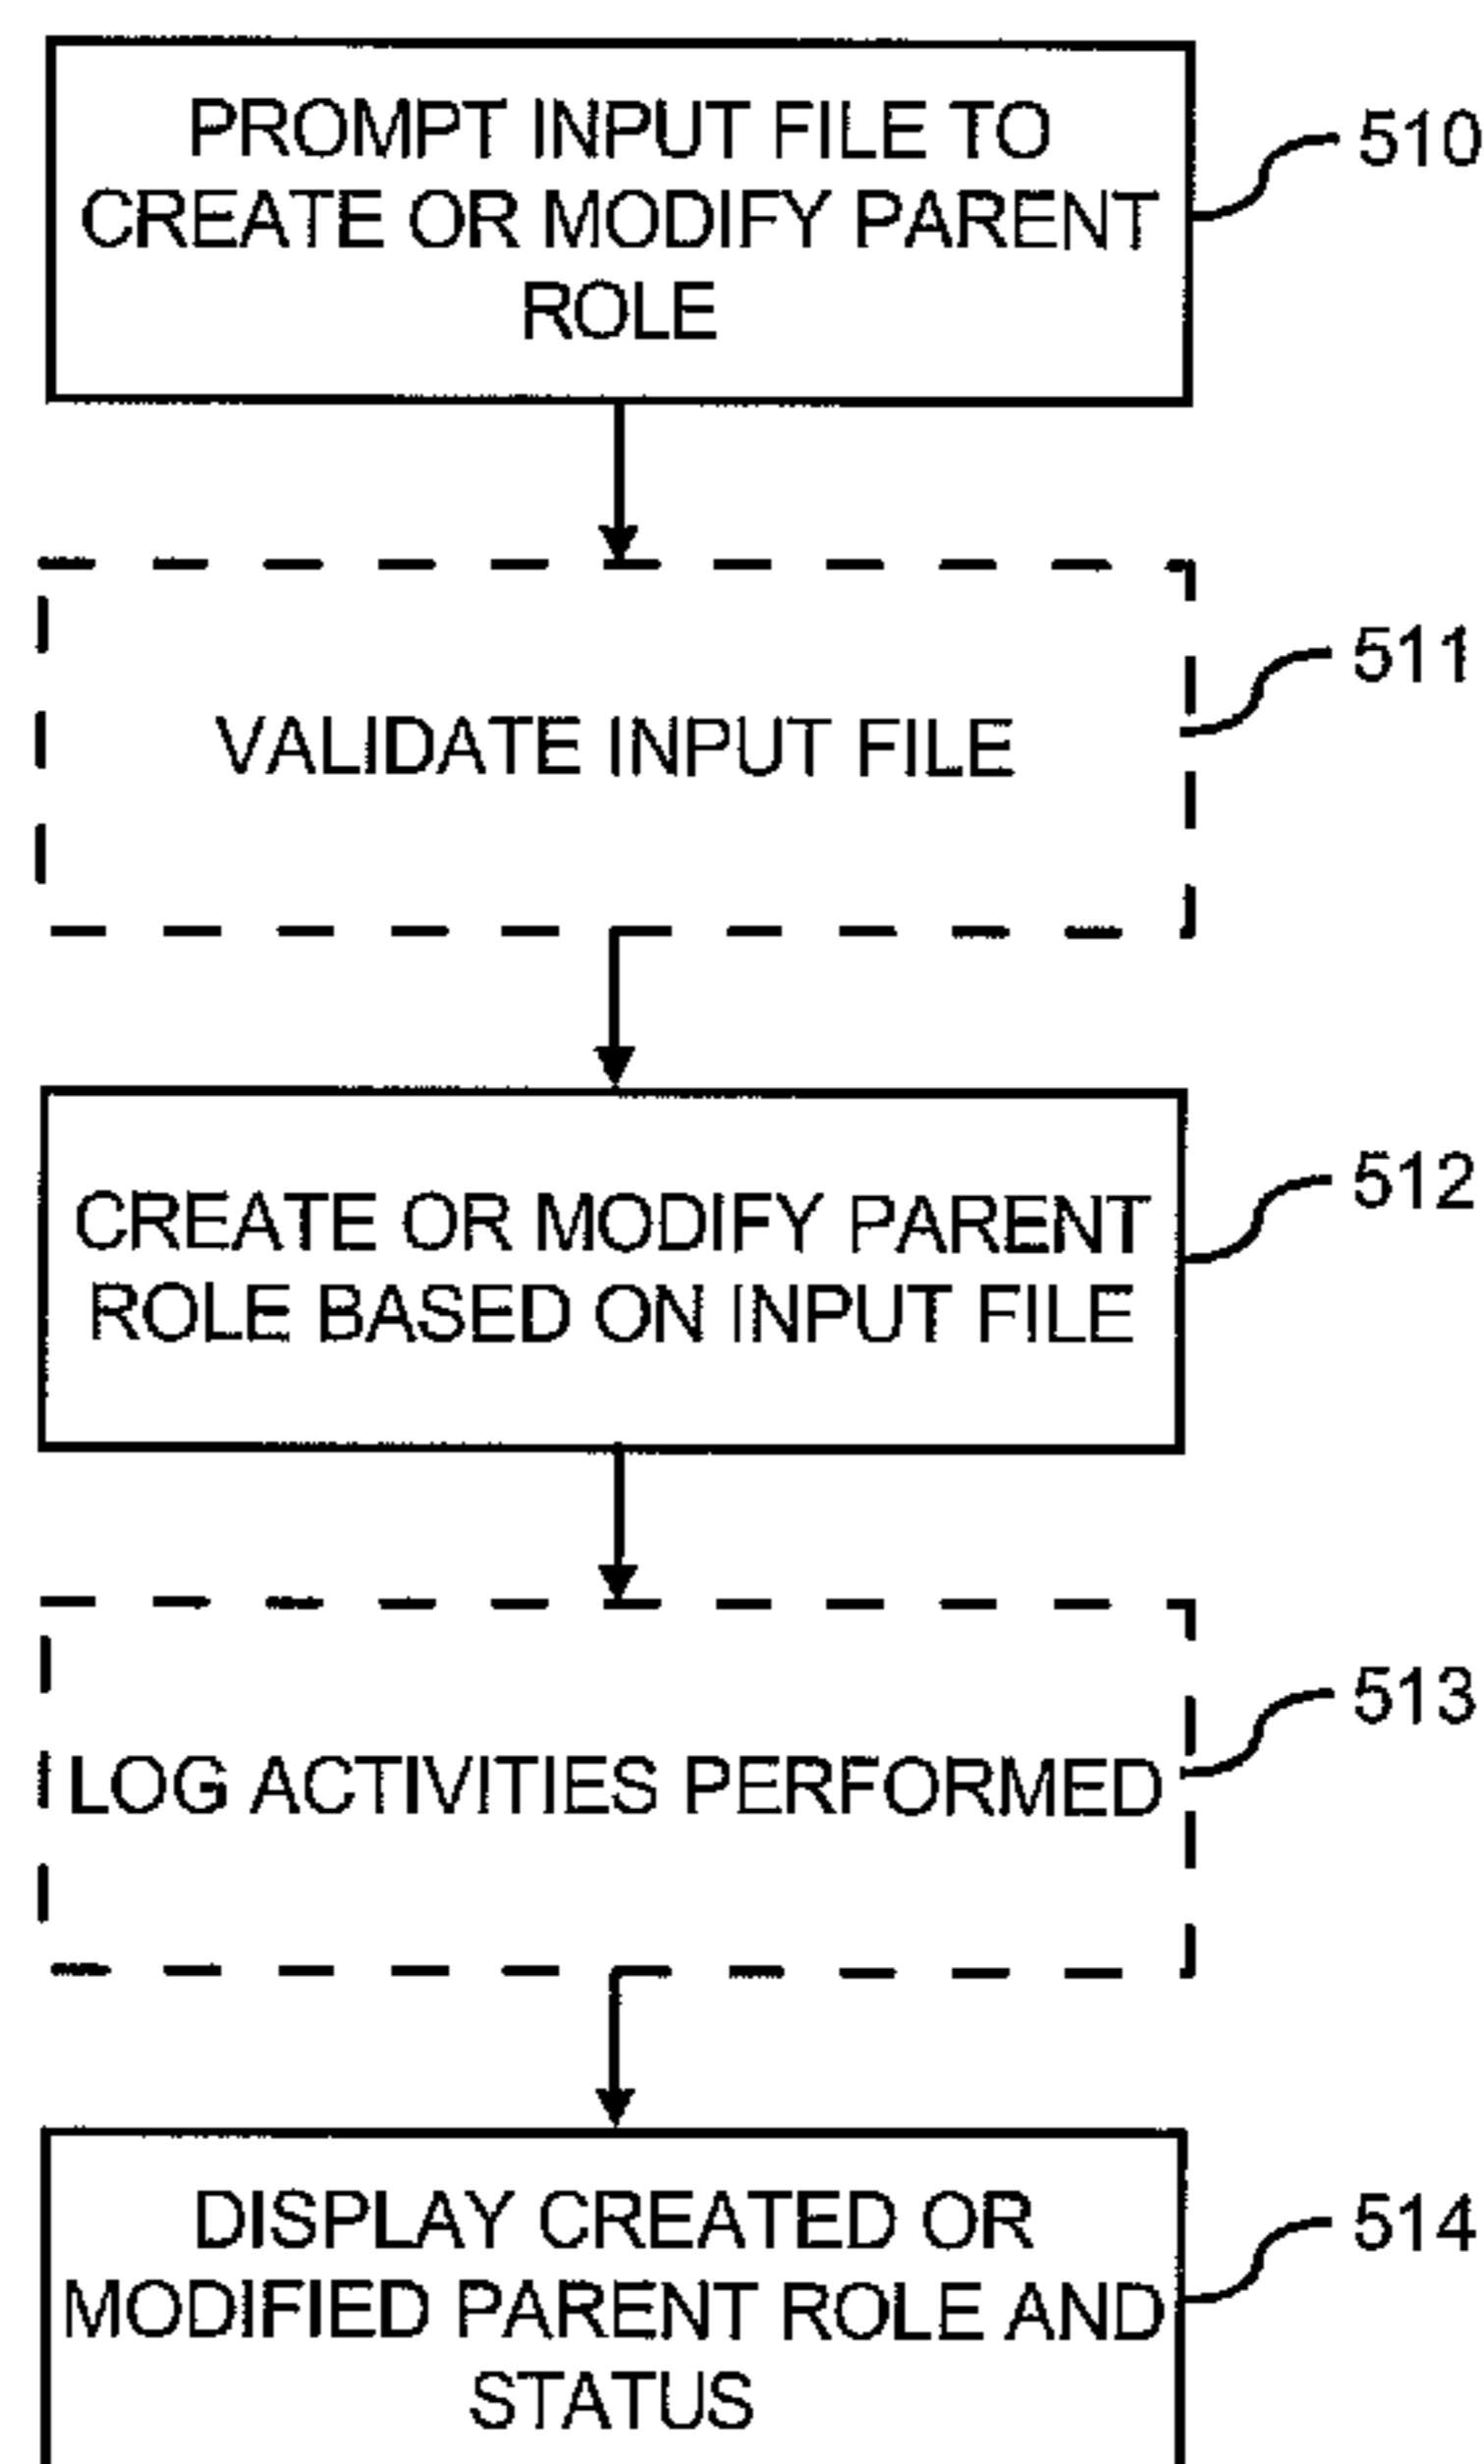 PROMPT INPUT FILE TO
CREATE OR MODIFY PARENT
ROLE
510
VALIDATE INPUT FILE
511
CREATE OR MODIFY PARENT
ROLE BASED ON INPUT FILE
512
LOG ACTIVITIES PERFORMED
513
DISPLAY CREATED OR
MODIFIED PARENT ROLE AND
STATUS
514